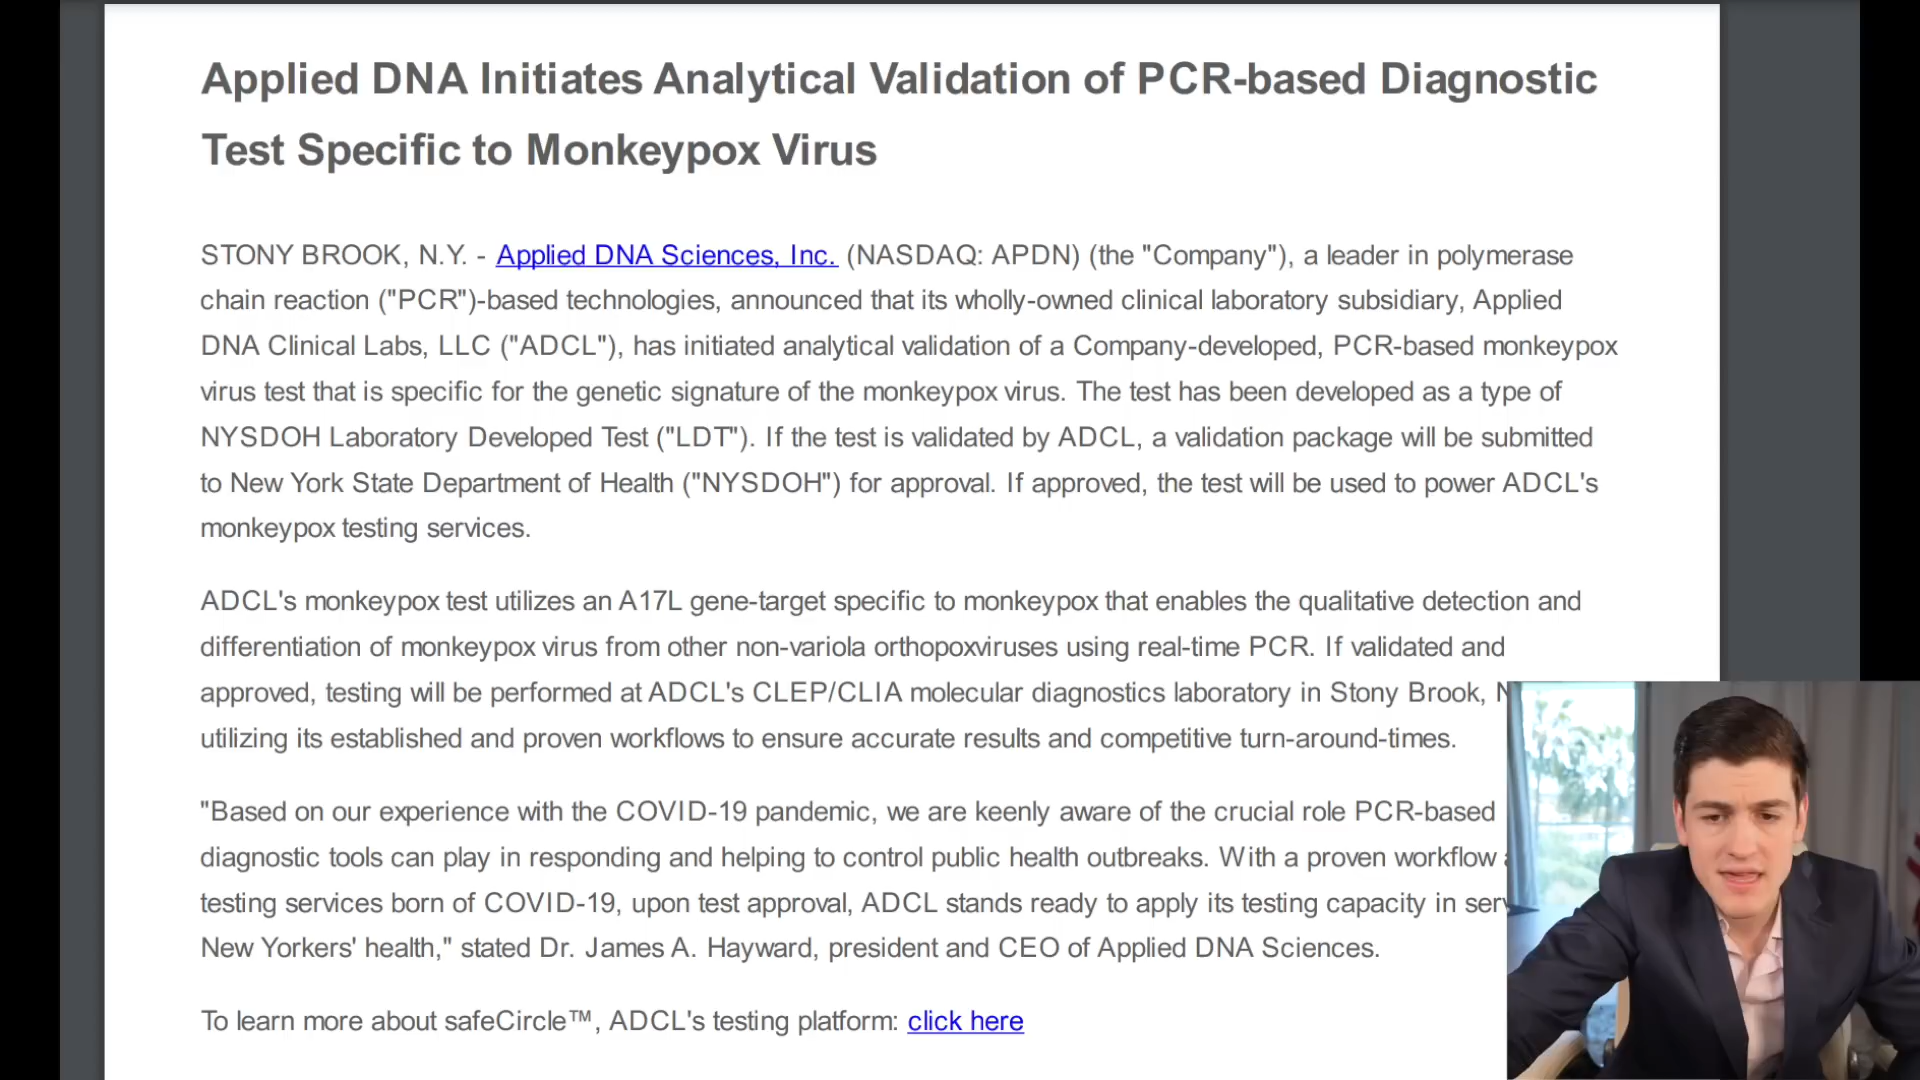 Applied DNA Initiates Analytical Validation of PCR-based Diagnostic
Test Specific to Monkeypox Virus
STONY BROOK, N.Y. - Applied DNA Sciences, Inc. (NASDAQ: APDN) (the "Company"), a leader in polymerase
chain reaction ("PCR")-based technologies, announced that its wholly-owned clinical laboratory subsidiary, Applied
DNA Clinical Labs, LLC ("ADCL"), has initiated analytical validation of a Company-developed, PCR-based monkeypox
virus test that is specific for the genetic signature of the monkeypox virus. The test has been developed as a type of
NYSDOH Laboratory Developed Test ("LDT"). If the test is validated by ADCL, a validation package will be submitted
to New York State Department of Health ("NYSDOH") for approval. If approved, the test will be used to power ADCL's
monkeypox testing services.
ADCL's monkeypox test utilizes an A17L gene-target specific to monkeypox that enables the qualitative detection and
differentiation of monkeypox virus from other non-variola orthopoxviruses using real-time PCR. If validated and
approved, testing will be performed at ADCL's CLEP/CLIA molecular diagnostics laboratory in Stony Brook,
utilizing its established and proven workflows to ensure accurate results and competitive turn-around-times.
"Based on our experience with the COVID-19 pandemic, we are keenly aware of the crucial role PCR-based
diagnostic tools can play in responding and helping to control public health outbreaks. With a proven workflow
testing services born of COVID-19, upon test approval, ADCL stands ready to apply its testing capacity in
New Yorkers' health," stated Dr. James A. Hayward, president and CEO of Applied DNA Sciences.
To learn more about safeCircle™, ADCL's testing platform: click here